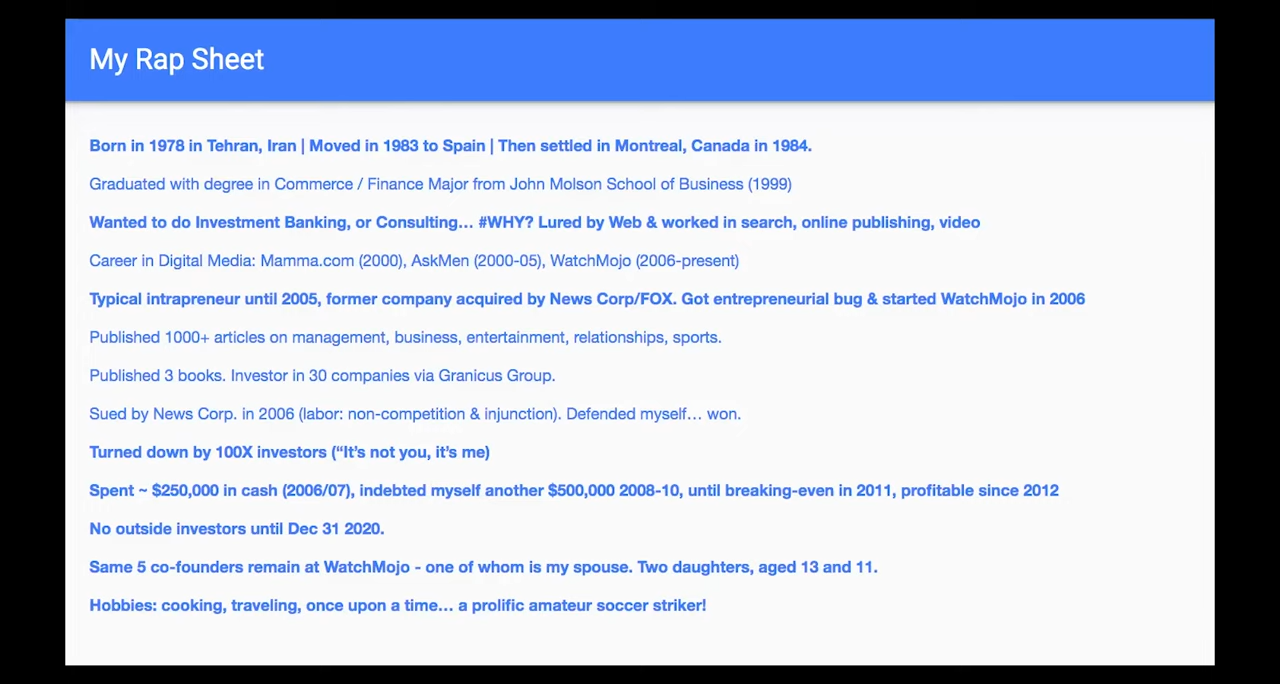 My Rap Sheet
Born in 1978 in Tehran, Iran | Moved in 1983 to Spain | Then settled in Montreal, Canada in 1984.
Graduated with degree in Commerce / Finance Major from John Molson School of Business (1999)
Wanted to do Investment Banking, or Consulting… #WHY? Lured by Web & worked in search, online publishing, video
Career in Digital Media: Mamma.com (2000), AskMen (2000-05), WatchMojo (2006-present)
Typical intrapreneur until 2005, former company acquired by News Corp/FOX. Got entrepreneurial bug & started WatchMojo in 2006
Published 1000+ articles on management, business, entertainment, relationships, sports.
Published 3 books. Investor in 30 companies via Granicus Group.
Sued by News Corp. in 2006 (labor: non-competition & injunction). Defended myself… won.
Turned down by 100X investors (“It’s not you, it’s me)
Spent ~ $250,000 in cash (2006/07), indebted myself another $500,000 2008-10, until breaking-even in 2011, profitable since 2012
No outside investors until Dec 31 2020.
Same 5 co-founders remain at WatchMojo - one of whom is my spouse. Two daughters, aged 13 and 11.
Hobbies: cooking, traveling, once upon a time… a prolific amateur soccer striker!